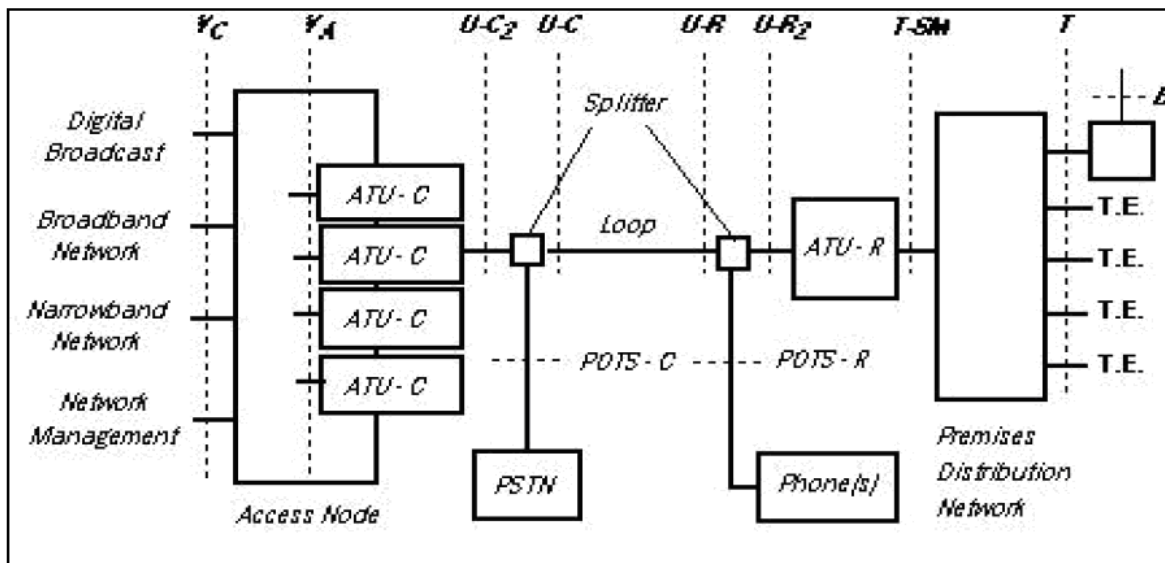 VC VA U-C2 U-C U-R U-R2 T-SM T
B
Splitter
Digital
Broadcast
Broadband
Network
Narrowband
Network
Network
Management
ATU - C
ATU - C
ATU - C
ATU - C
Loop
ATU - R
T.E.
T.E.
T.E.
T.E.
POTS - C
POTS - R
PSTN
Phone(s)
Access Node
Premises
Distribution
Network